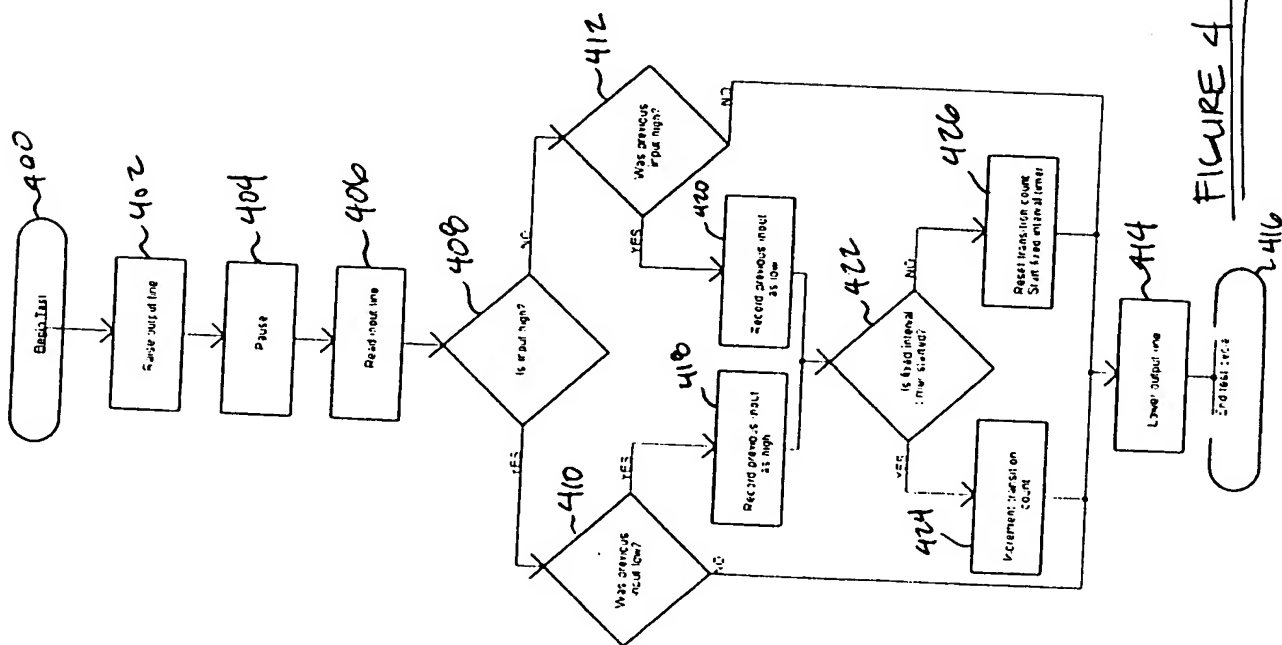 400
Begin Test
402
Raise output line
404
Pause
406
Read input line
408
Is input high?
YES
NO
410
Was previous
input low?
YES
NO
412
Was previous
input high?
YES
NO
418
Record previous input
as high
420
Record previous input
as low
422
Is fixed interval
timer started?
YES
NO
424
Increment transition
count
426
Reset transition count
Start fixed interval timer
414
Lower output line
End test cycle
416
FIGURE 4